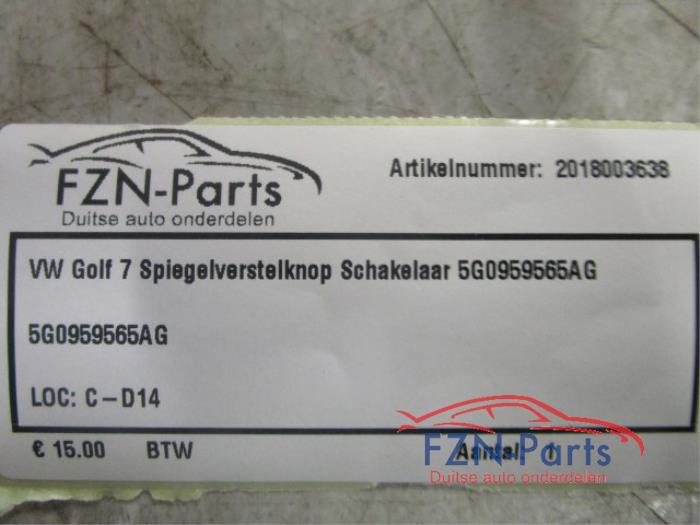 FZN-Parts
Duitse auto onderdelen
Artikelnummer: 2018003638
VW Golf 7 Spiegelverstelknop Schakelaar 5G0959565AG
5G0959565AG
LOC: C-D14
€ 15.00 BTW Aantal: 1
FZN-Parts
Duitse auto onderdelen